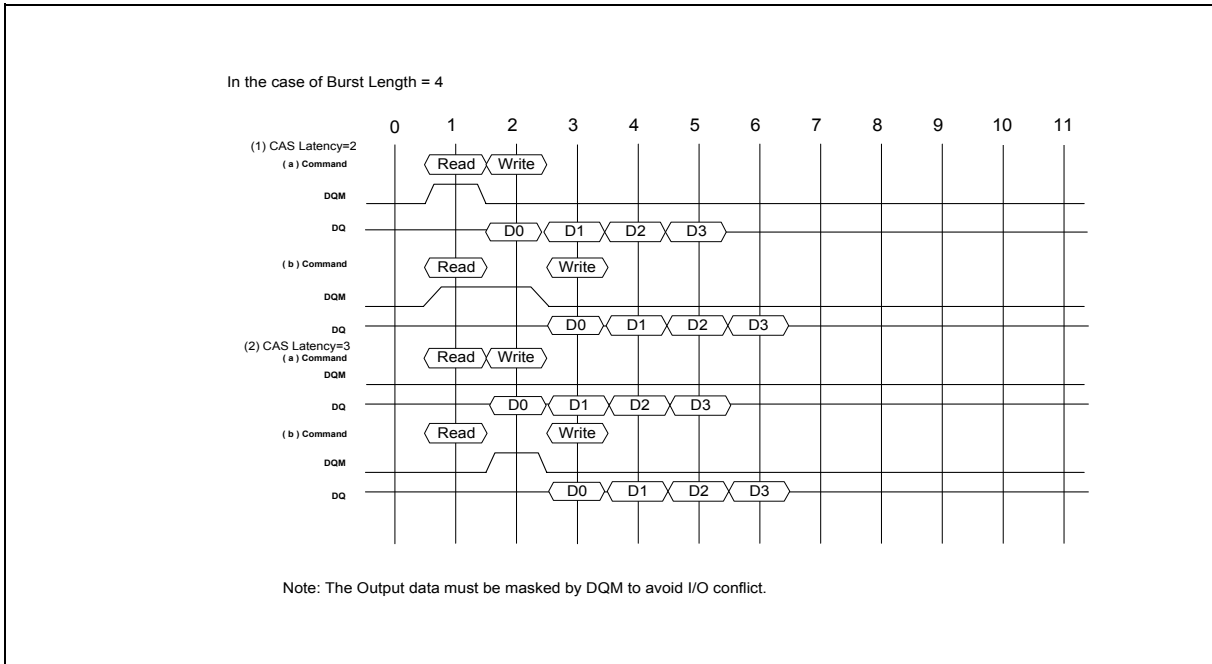 In the case of Burst Length = 4
0 1 2 3 4 5 6 7 8 9 10 11
(1) CAS Latency=2
( a ) Command Read Write
DQM
DQ D0 D1 D2 D3
( b ) Command Read Write
DQM
DQ D0 D1 D2 D3
(2) CAS Latency=3
( a ) Command Read Write
DQM
DQ D0 D1 D2 D3
( b ) Command Read Write
DQM
DQ D0 D1 D2 D3
Note: The Output data must be masked by DQM to avoid I/O conflict.